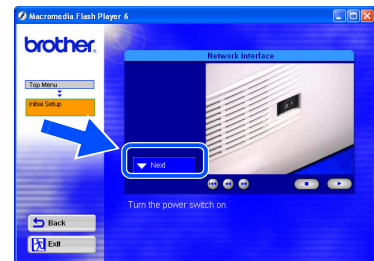 Macromedia Flash Player 6
brother.
Network interface
Top Menu
Initial Setup
Next
Turn the power switch on.
Back
Exit